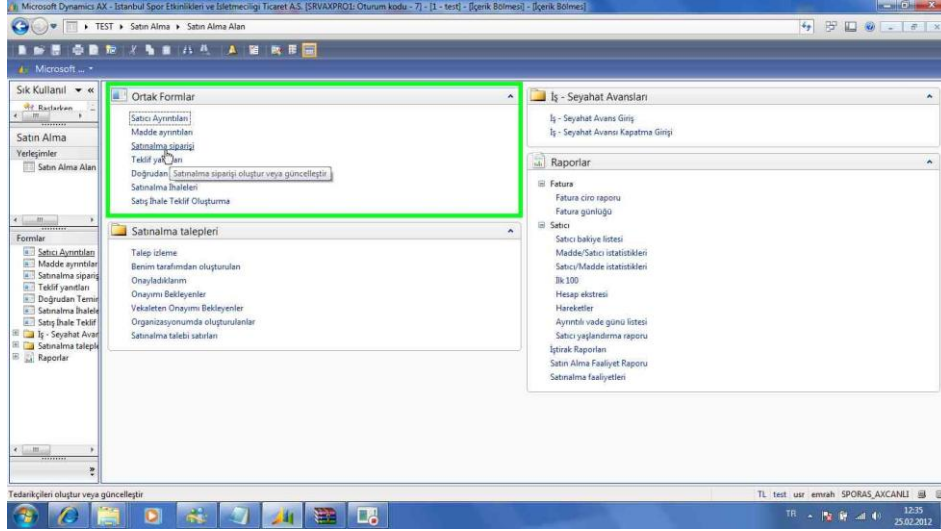 Microsoft Dynamics AX - Istanbul Spor Etkinlikleri ve Isletmeciligi Ticaret A.S. [SRVAXPRO1: Oturum kodu - 7] - [1 - test] - [İçerik Bölmesi] - [İçerik Bölmes]
TEST Satın Alma Satın Alma Alan
Microsoft ...
Sık Kullanıl
Başlarken
Satın Alma
Yerleşimler
Satın Alma Alan
Formlar
Satıcı Ayrıntıları
Madde ayrıntılar
Satınalma sipariş
Teklif yanıtları
Doğrudan Temir
Satınalma İhalele
Satış İhale Teklif
İş - Seyahat Avar
Satınalma taleple
Raporlar
Ortak Formlar
Satıcı Ayrıntıları
Madde ayrıntıları
Satınalma siparişi
Teklif
Doğrudan
Satınalma siparişi oluştur veya güncelleştir
Satınalma İhaleleri
Satış İhale Teklif Oluşturma
Satınalma talepleri
Talep izleme
Benim tarafımdan oluşturulan
Onayladıklarım
Onayımı Bekleyenler
Vekaleten Onayımı Bekleyenler
Organizasyonumda oluşturulanlar
Satınalma talebi satırları
İş - Seyahat Avansları
İş - Seyahat Avans Giriş
İş - Seyahat Avansı Kapatma Girişi
Raporlar
Fatura
Fatura ciro raporu
Fatura günlüğü
Satıcı
Satıcı bakiye listesi
Madde/Satıcı istatistikleri
Satıcı/Madde istatistikleri
İlk 100
Hesap ekstresi
Hareketler
Ayrıntılı vade günü listesi
Satıcı yaşlandırma raporu
İştirak Raporları
Satın Alma Faaliyet Raporu
Satınalma faaliyetleri
Tedarikçileri oluştur veya güncelleştir
TL test usr emrah SPORAS_AXCANLI
TR
12:35
25.02.2012